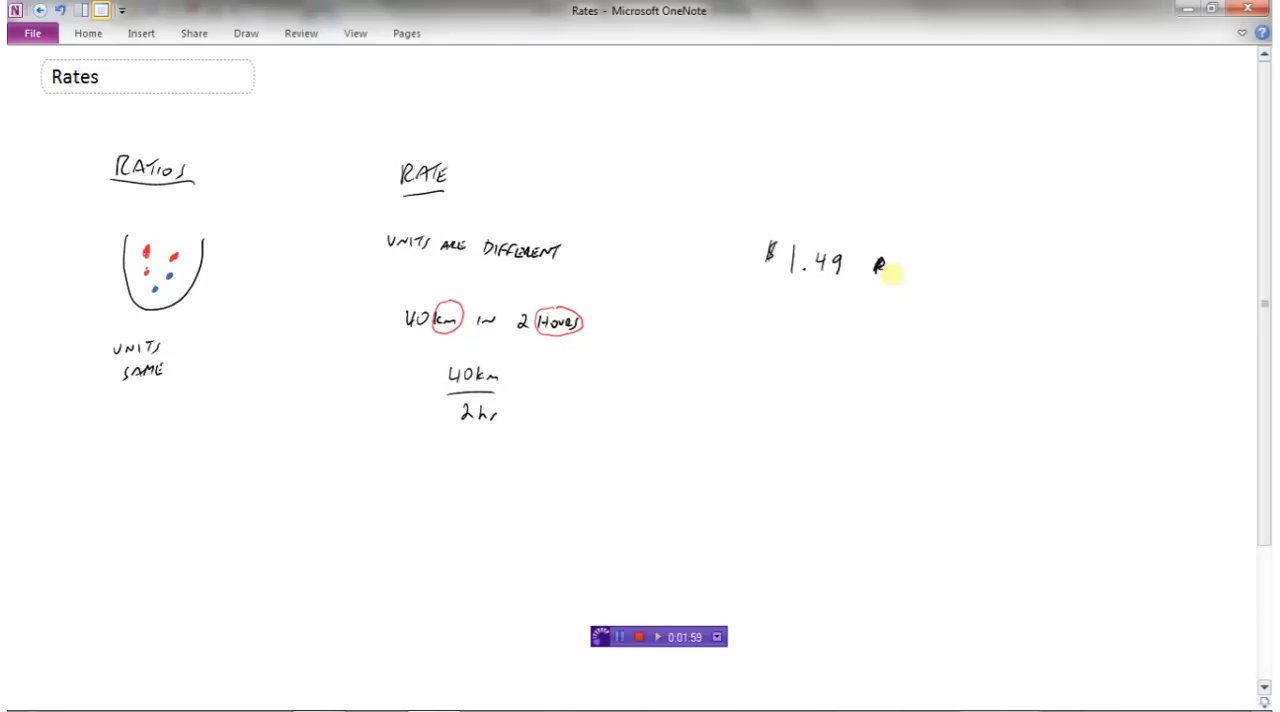 Rates - Microsoft OneNote
File Home Insert Share Draw Review View Pages
Rates
RATIOS
UNITS
SAME
RATE
UNITS ARE DIFFERENT
40km IN 2 Hours
40km
2hr
$1.49
0:01:59